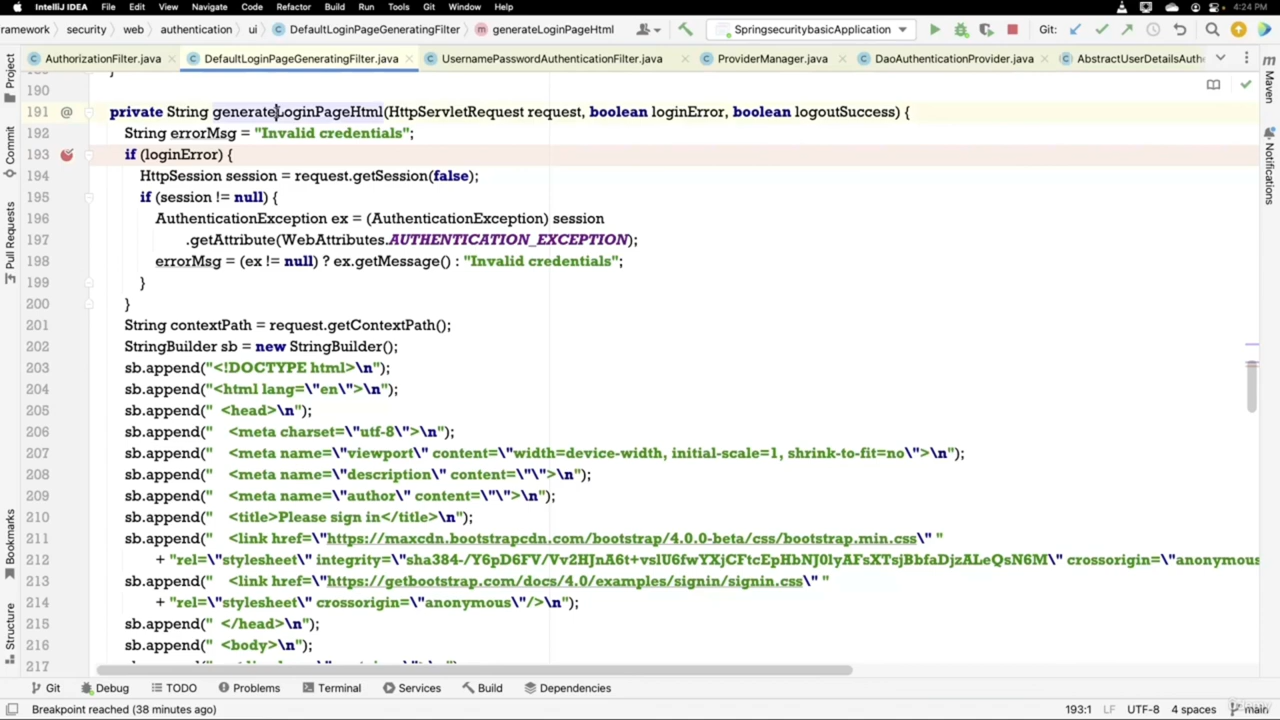 IntelliJ IDEA File Edit View Navigate Code Refactor Build Run Tools Git Window Help 4:24 PM
ramework security web authentication ui DefaultLoginPageGeneratingFilter generateLoginPageHtml SpringsecuritybasicApplication Git:
AuthorizationFilter.java DefaultLoginPageGeneratingFilter.java UsernamePasswordAuthenticationFilter.java ProviderManager.java DaoAuthenticationProvider.java AbstractUserDetailsAuthe
Project
Commit
Pull Requests
Bookmarks
Structure
Maven
Notifications
190
191 @ private String generateLoginPageHtml(HttpServletRequest request, boolean loginError, boolean logoutSuccess) {
192 String errorMsg = "Invalid credentials";
193 if (loginError) {
194 HttpSession session = request.getSession(false);
195 if (session != null) {
196 AuthenticationException ex = (AuthenticationException) session
197 .getAttribute(WebAttributes.AUTHENTICATION_EXCEPTION);
198 errorMsg = (ex != null) ? ex.getMessage() : "Invalid credentials";
199 }
200 }
201 String contextPath = request.getContextPath();
202 StringBuilder sb = new StringBuilder();
203 sb.append("<!DOCTYPE html>\n");
204 sb.append("<html lang=\"en\">\n");
205 sb.append(" <head>\n");
206 sb.append(" <meta charset=\"utf-8\">\n");
207 sb.append(" <meta name=\"viewport\" content=\"width=device-width, initial-scale=1, shrink-to-fit=no\">\n");
208 sb.append(" <meta name=\"description\" content=\"\">\n");
209 sb.append(" <meta name=\"author\" content=\"\">\n");
210 sb.append(" <title>Please sign in</title>\n");
211 sb.append(" <link href=\"https://maxcdn.bootstrapcdn.com/bootstrap/4.0.0-beta/css/bootstrap.min.css\" "
212 + "rel=\"stylesheet\" integrity=\"sha384-/Y6pD6FV/Vv2HJnA6t+vslU6fwYXjCFtcEpHbNJ0lyAFsXTsjBbfaDjzALeQsN6M\" crossorigin=\"anonymous
213 sb.append(" <link href=\"https://getbootstrap.com/docs/4.0/examples/signin/signin.css\" "
214 + "rel=\"stylesheet\" crossorigin=\"anonymous\"/>\n");
215 sb.append(" </head>\n");
216 sb.append(" <body>\n");
217
Git Debug TODO Problems Terminal Services Build Dependencies
Breakpoint reached (38 minutes ago) 193:1 LF UTF-8 4 spaces main